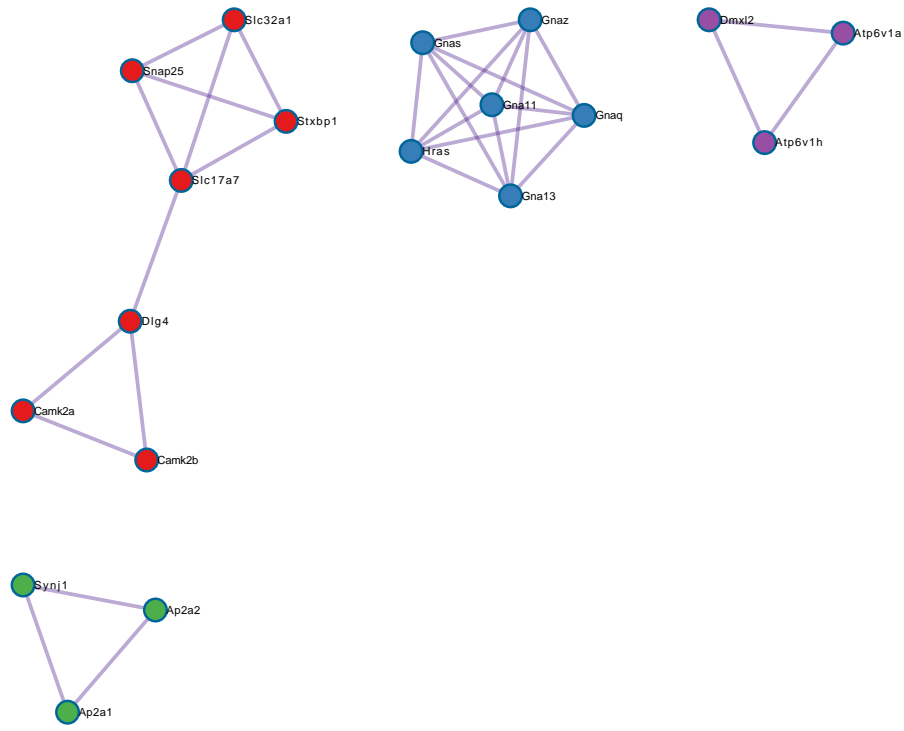 Slc32a1
Snap25
Stxbp1
Slc17a7
Dlg4
Camk2a
Camk2b
Gnaz
Gnas
Gna11
Gnaq
Hras
Gna13
Dmxl2
Atp6v1a
Atp6v1h
Synj1
Ap2a2
Ap2a1